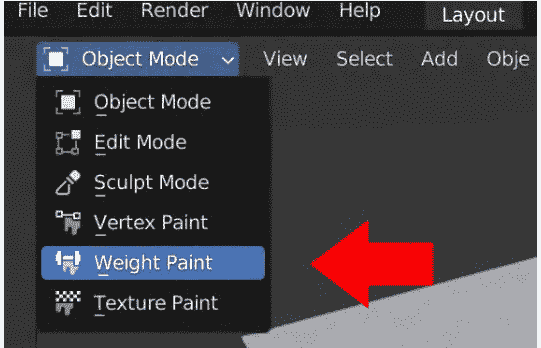 File Edit Render Window Help Layout
Object Mode View Select Add Obje
Object Mode
Edit Mode
Sculpt Mode
Vertex Paint
Weight Paint
Texture Paint